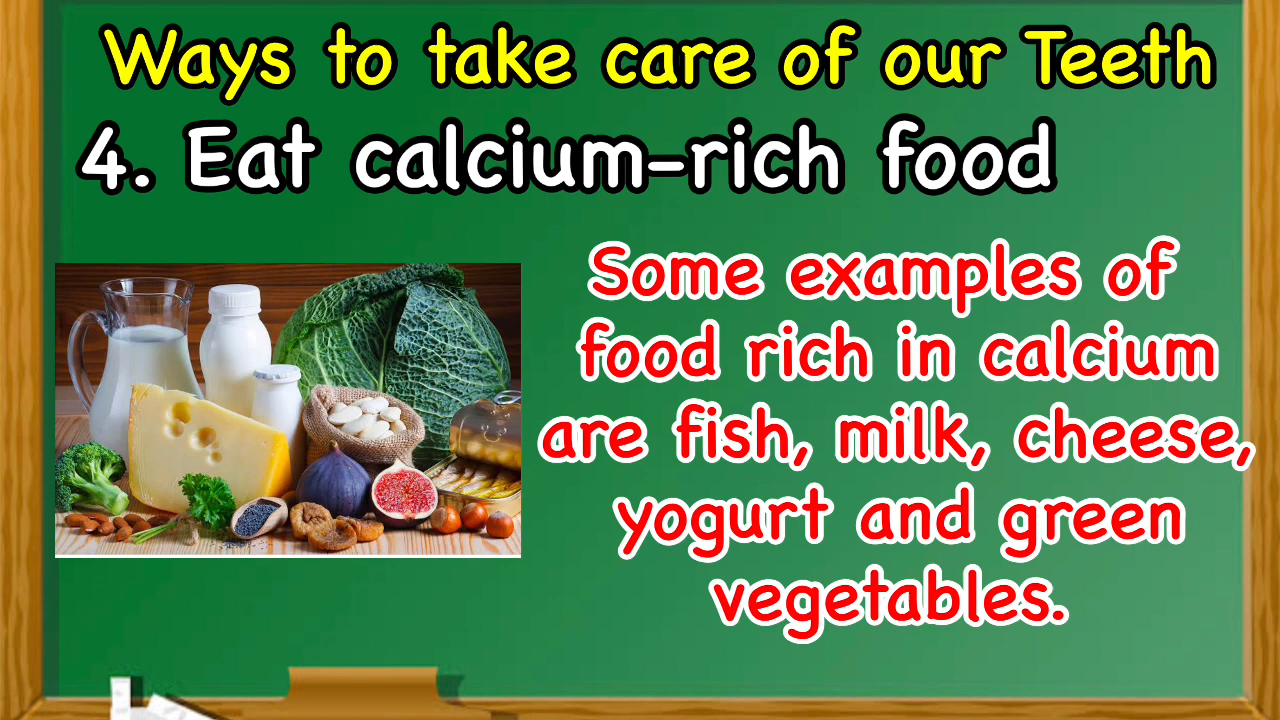 Ways to take care of our Teeth
4. Eat calcium-rich food
Some examples of
food rich in calcium
are fish, milk, cheese,
yogurt and green
vegetables.